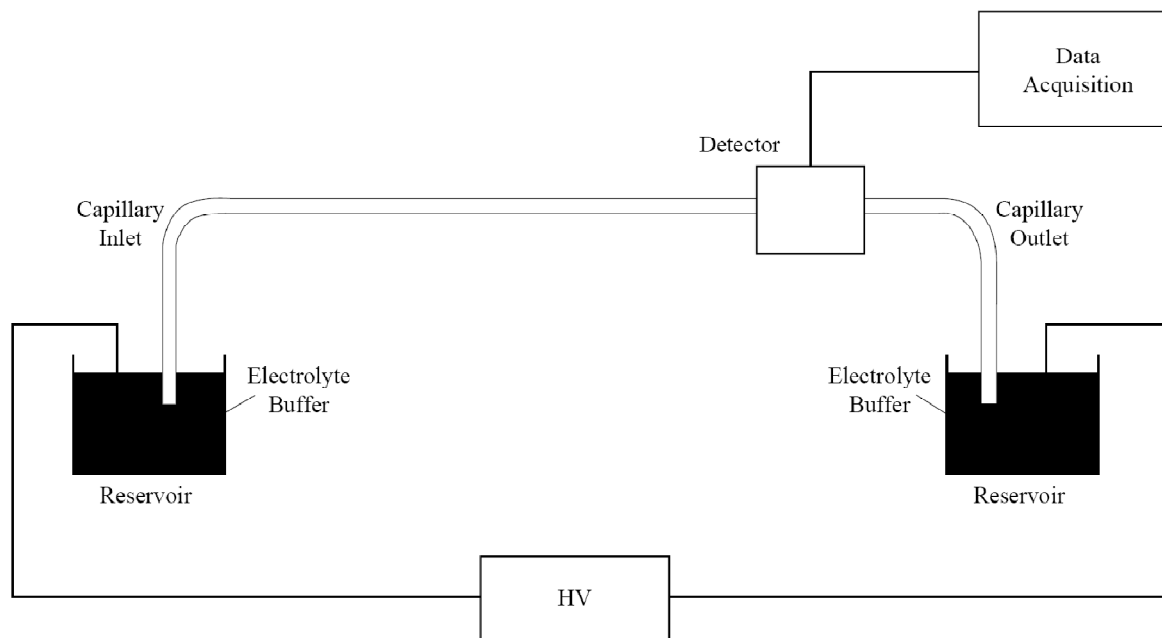 Data
Acquisition
Detector
Capillary
Inlet
Capillary
Outlet
Electrolyte
Buffer
Electrolyte
Buffer
Reservoir
Reservoir
HV